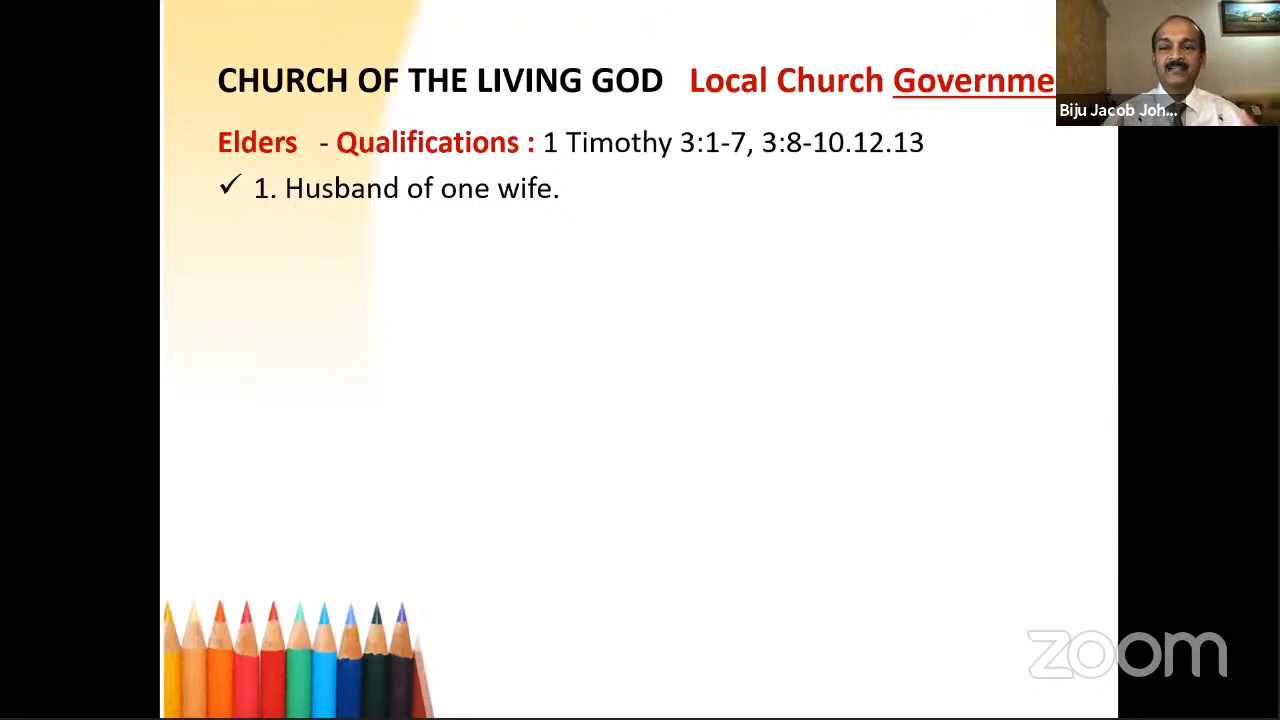 CHURCH OF THE LIVING GOD Local Church Governme
Biju Jacob Joh...
Elders - Qualifications : 1 Timothy 3:1-7, 3:8-10.12.13
✓ 1. Husband of one wife.
zoom